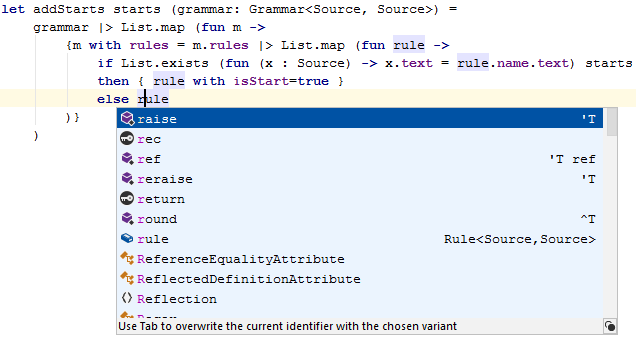 let addStarts starts (grammar: Grammar<Source, Source>) =
grammar |> List.map (fun m ->
{m with rules = m.rules |> List.map (fun rule ->
if List.exists (fun (x : Source) -> x.text = rule.name.text) starts
then { rule with isStart=true }
else rule
)}
)
raise 'T
rec
ref 'T ref
reraise 'T
return
round ^T
rule Rule<Source,Source>
ReferenceEqualityAttribute
ReflectedDefinitionAttribute
Reflection
Use Tab to overwrite the current identifier with the chosen variant